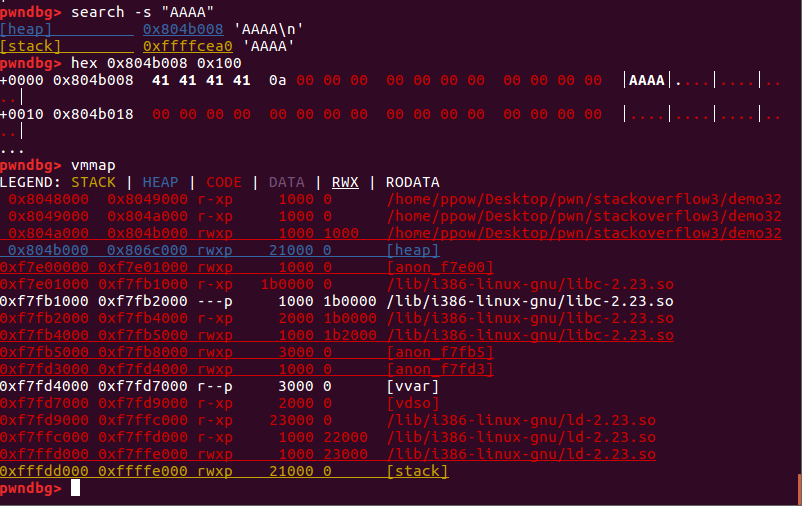 pwndbg> search -s "AAAA"
[heap]          0x804b008 'AAAA\n'
[stack]         0xffffcea0 'AAAA'
pwndbg> hex 0x804b008 0x100
+0000 0x804b008  41 41 41 41  0a 00 00 00  00 00 00 00  00 00 00 00  |AAAA|....|....|..
..|
+0010 0x804b018  00 00 00 00  00 00 00 00  00 00 00 00  00 00 00 00  |....|....|....|..
..|
...
pwndbg> vmmap
LEGEND: STACK | HEAP | CODE | DATA | RWX | RODATA
 0x8048000  0x8049000 r-xp     1000 0      /home/ppow/Desktop/pwn/stackoverflow3/demo32
 0x8049000  0x804a000 r-xp     1000 0      /home/ppow/Desktop/pwn/stackoverflow3/demo32
 0x804a000  0x804b000 rwxp     1000 1000   /home/ppow/Desktop/pwn/stackoverflow3/demo32
 0x804b000  0x806c000 rwxp    21000 0      [heap]
0xf7e00000 0xf7e01000 rwxp     1000 0      [anon_f7e00]
0xf7e01000 0xf7fb1000 r-xp   1b0000 0      /lib/i386-linux-gnu/libc-2.23.so
0xf7fb1000 0xf7fb2000 ---p     1000 1b0000 /lib/i386-linux-gnu/libc-2.23.so
0xf7fb2000 0xf7fb4000 r-xp     2000 1b0000 /lib/i386-linux-gnu/libc-2.23.so
0xf7fb4000 0xf7fb5000 rwxp     1000 1b2000 /lib/i386-linux-gnu/libc-2.23.so
0xf7fb5000 0xf7fb8000 rwxp     3000 0      [anon_f7fb5]
0xf7fd3000 0xf7fd4000 rwxp     1000 0      [anon_f7fd3]
0xf7fd4000 0xf7fd7000 r--p     3000 0      [vvar]
0xf7fd7000 0xf7fd9000 r-xp     2000 0      [vdso]
0xf7fd9000 0xf7ffc000 r-xp    23000 0      /lib/i386-linux-gnu/ld-2.23.so
0xf7ffc000 0xf7ffd000 r-xp     1000 22000  /lib/i386-linux-gnu/ld-2.23.so
0xf7ffd000 0xf7ffe000 rwxp     1000 23000  /lib/i386-linux-gnu/ld-2.23.so
0xfffdd000 0xffffe000 rwxp    21000 0      [stack]
pwndbg>